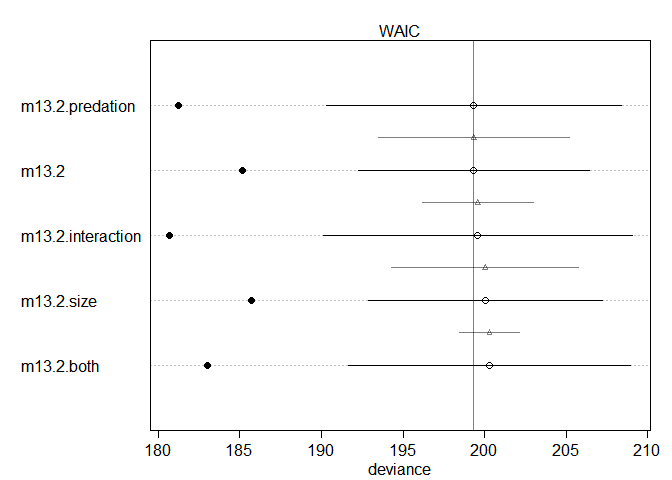 WAIC
m13.2.predation
m13.2
m13.2.interaction
m13.2.size
m13.2.both
180 185 190 195 200 205 210
deviance